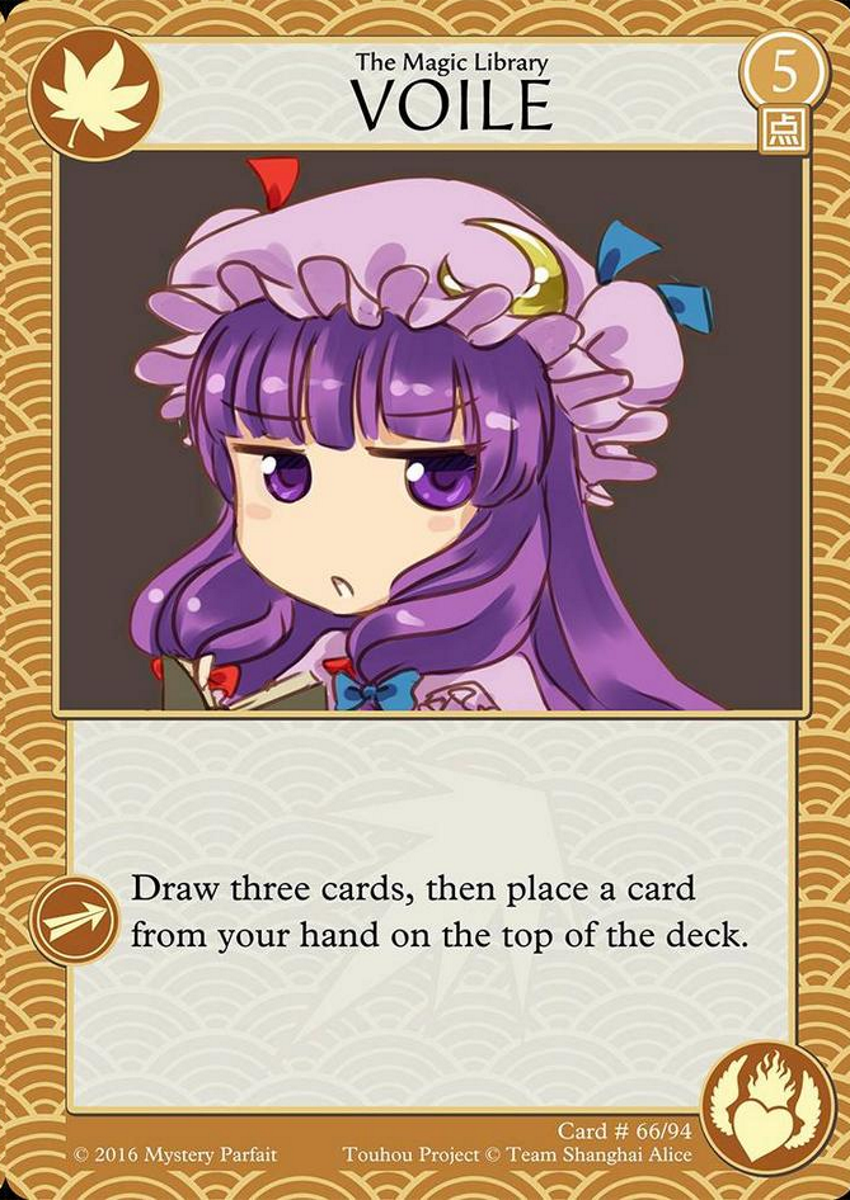 The Magic Library
VOILE
5
点
Draw three cards, then place a card
from your hand on the top of the deck.
Card # 66/94
© 2016 Mystery Parfait
Touhou Project © Team Shanghai Alice